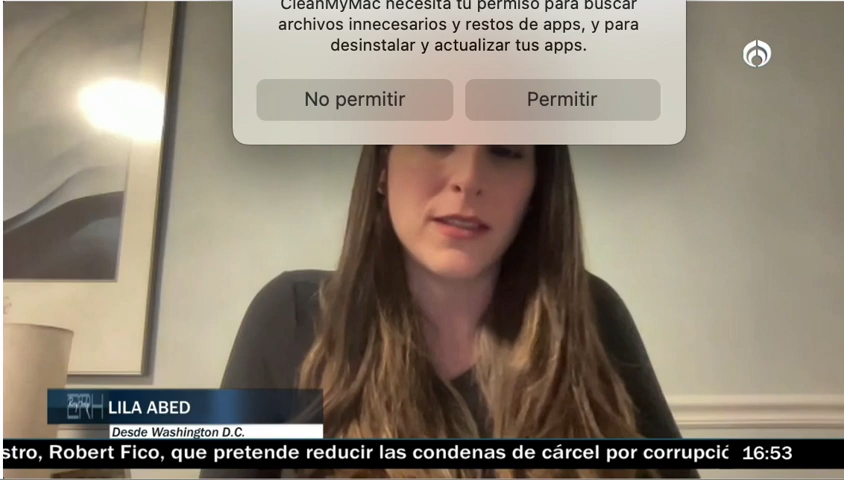 CleanMyMac necesita tu permiso para buscar
archivos innecesarios y restos de apps, y para
desinstalar y actualizar tus apps.
No permitir
Permitir
LILA ABED
Desde Washington D.C.
stro, Robert Fico, que pretende reducir las condenas de cárcel por corrupció
16:53